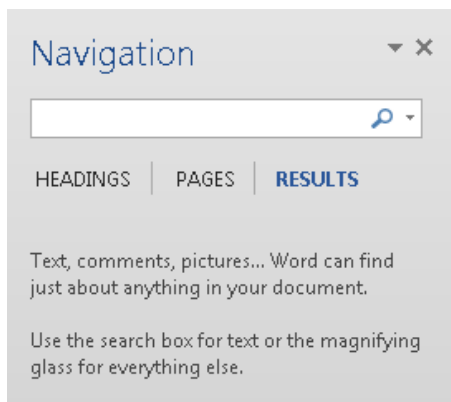 Navigation
HEADINGS PAGES RESULTS
Text, comments, pictures... Word can find
just about anything in your document.
Use the search box for text or the magnifying
glass for everything else.